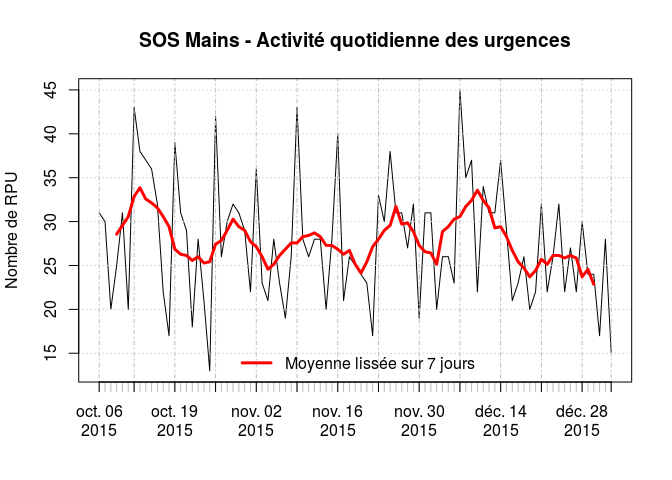 SOS Mains - Activité quotidienne des urgences
Nombre de RPU
45
40
35
30
25
20
15
Moyenne lissée sur 7 jours
oct. 06 oct. 19 nov. 02 nov. 16 nov. 30 déc. 14 déc. 28
2015 2015 2015 2015 2015 2015 2015